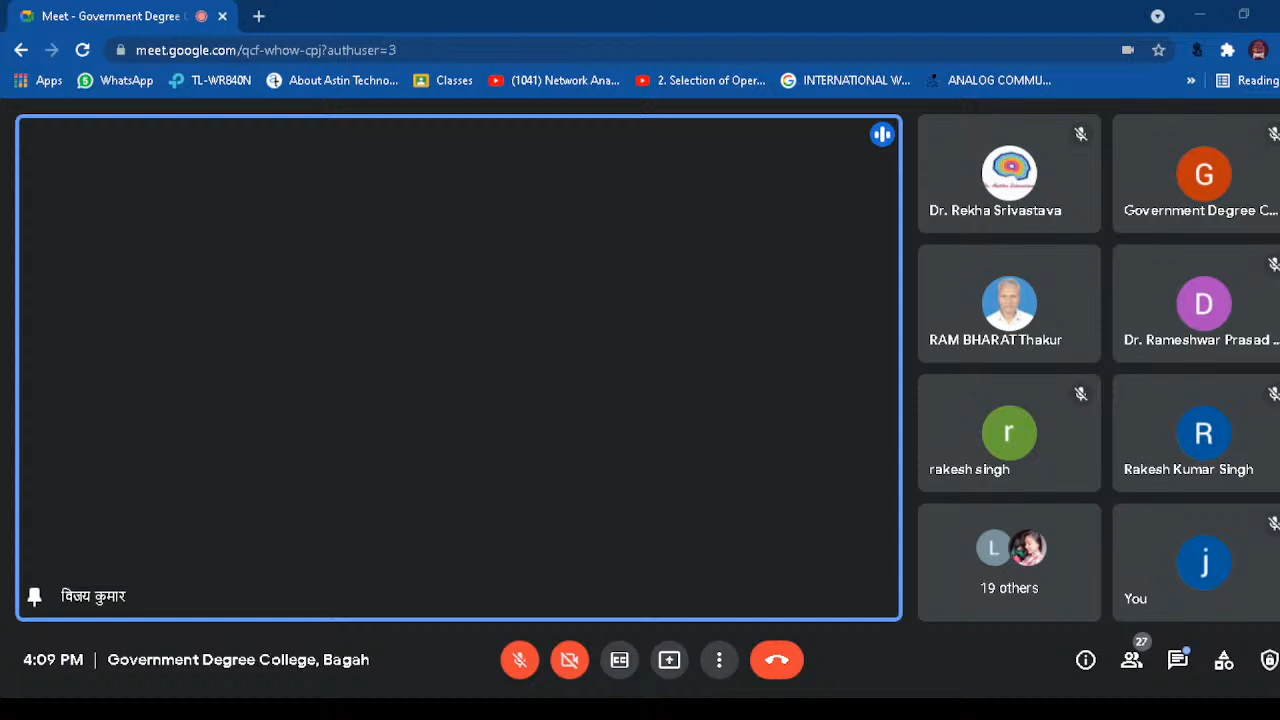 Meet - Government Degree C
meet.google.com/qcf-whow-cpj?authuser=3
Apps WhatsApp TL-WR840N About Astin Techno... Classes (1041) Network Ana... 2. Selection of Oper... INTERNATIONAL W... ANALOG COMMU... » Reading
Dr. Rekha Srivastava
G
Government Degree C...
RAM BHARAT Thakur
D
Dr. Rameshwar Prasad ...
r
rakesh singh
R
Rakesh Kumar Singh
L
19 others
j
You
विजय कुमार
4:09 PM | Government Degree College, Bagah
27